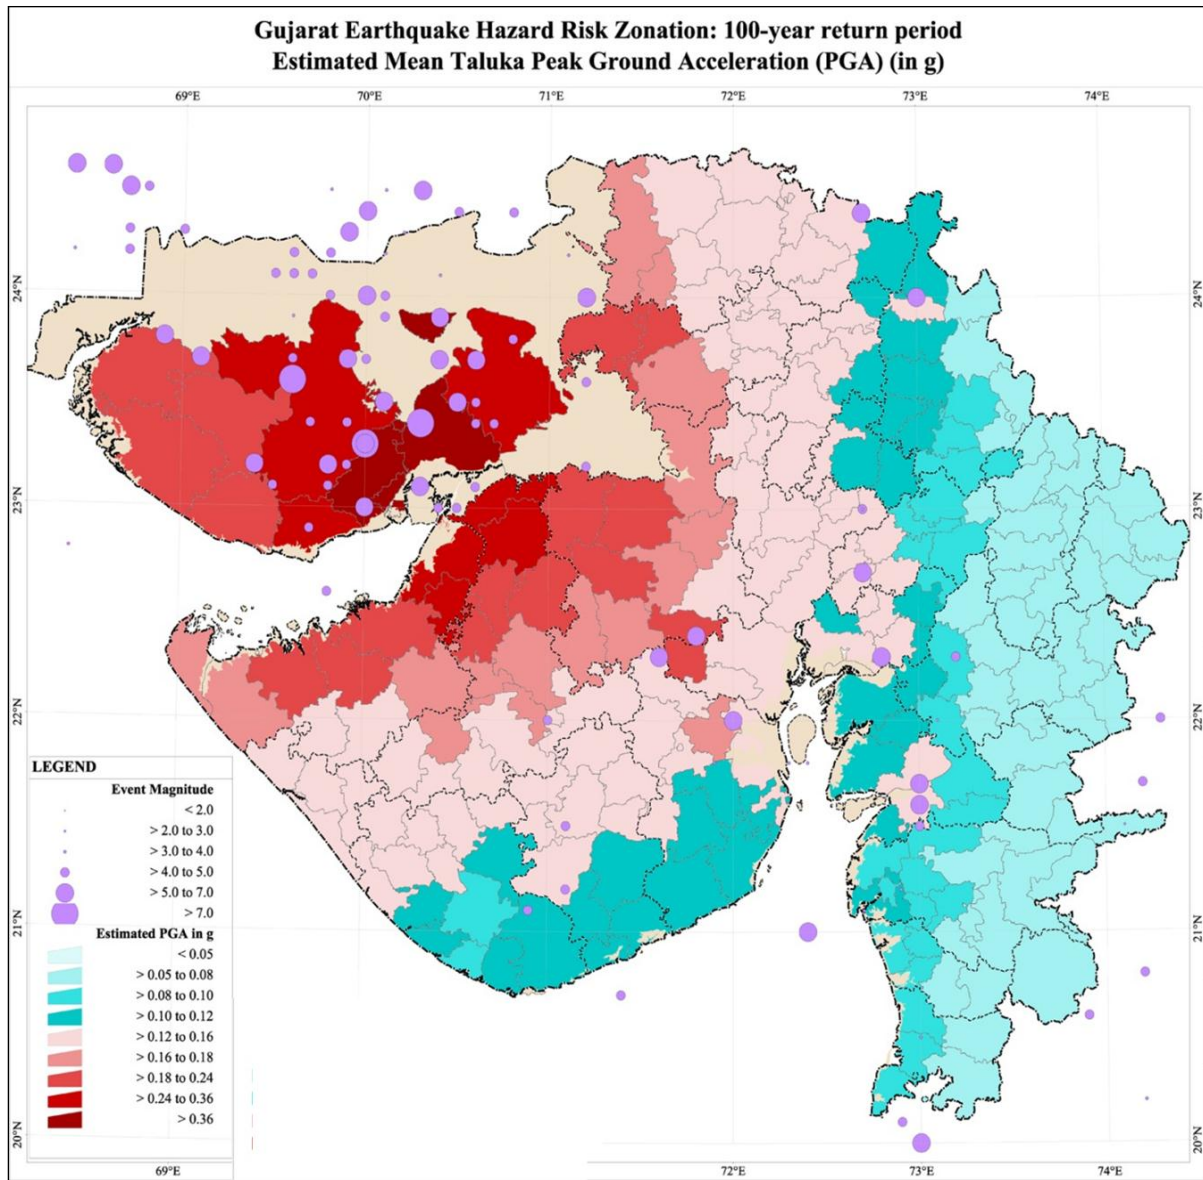 Gujarat Earthquake Hazard Risk Zonation: 100-year return period
Estimated Mean Taluka Peak Ground Acceleration (PGA) (in g)
69°E 70°E 71°E 72°E 73°E 74°E
24°N 24°N
23°N 23°N
22°N 22°N
LEGEND
Event Magnitude
< 2.0
> 2.0 to 3.0
> 3.0 to 4.0
> 4.0 to 5.0
> 5.0 to 7.0
> 7.0
Estimated PGA in g
21°N 21°N
< 0.05
> 0.05 to 0.08
> 0.08 to 0.10
> 0.10 to 0.12
> 0.12 to 0.16
> 0.16 to 0.18
> 0.18 to 0.24
> 0.24 to 0.36
> 0.36
20°N 20°N
69°E 72°E 73°E 74°E